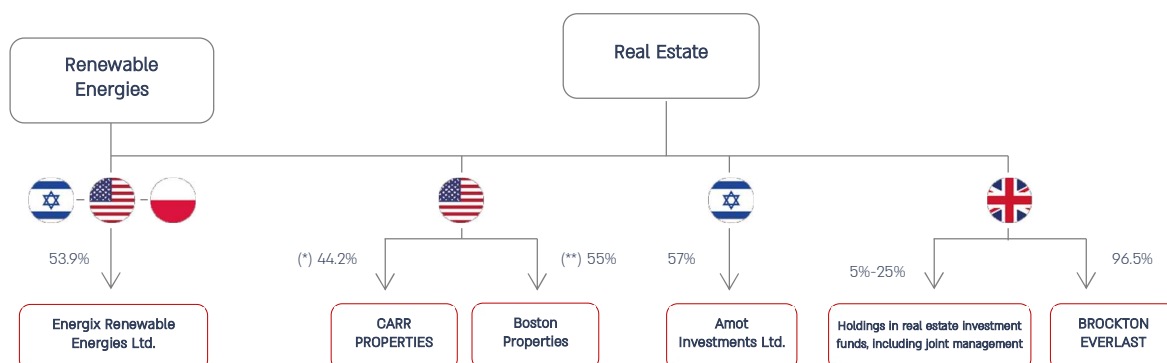 Renewable
Energies
Real Estate
53.9%
(*) 44.2%
(**) 55%
57%
5%-25%
96.5%
Energix Renewable
Energies Ltd.
CARR
PROPERTIES
Boston
Properties
Amot
Investments Ltd.
Holdings in real estate investment
funds, including joint management
BROCKTON
EVERLAST